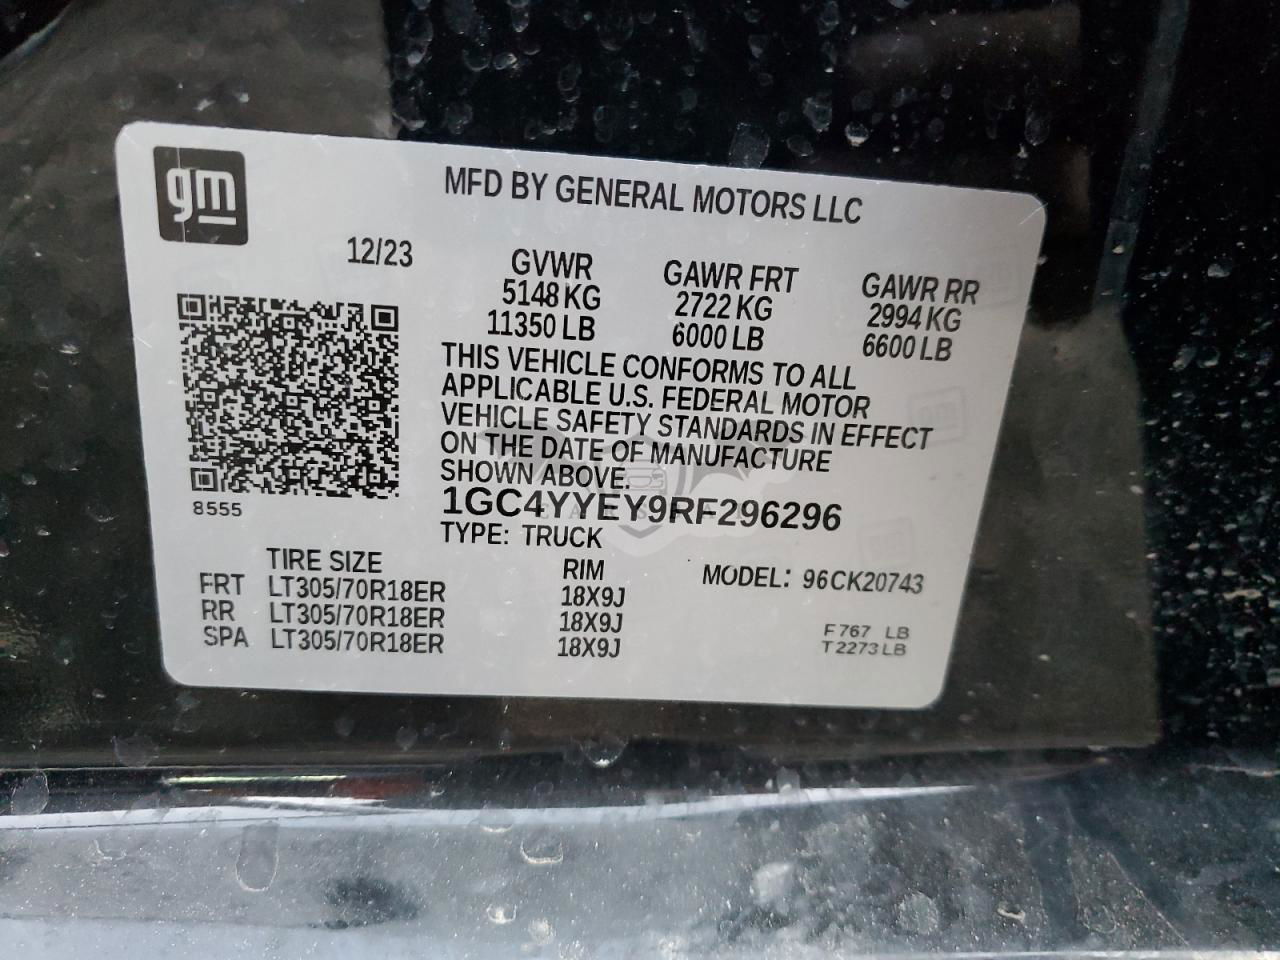 gm
MFD BY GENERAL MOTORS LLC
12/23
GVWR GAWR FRT GAWR RR
5148 KG 2722 KG 2994 KG
11350 LB 6000 LB 6600 LB
THIS VEHICLE CONFORMS TO ALL
APPLICABLE U.S. FEDERAL MOTOR
VEHICLE SAFETY STANDARDS IN EFFECT
ON THE DATE OF MANUFACTURE
SHOWN ABOVE.
1GC4YYEY9RF296296
8555
TYPE: TRUCK
TIRE SIZE RIM MODEL: 96CK20743
FRT LT305/70R18ER 18X9J
RR LT305/70R18ER 18X9J
SPA LT305/70R18ER 18X9J
F 767 LB
T 2273 LB